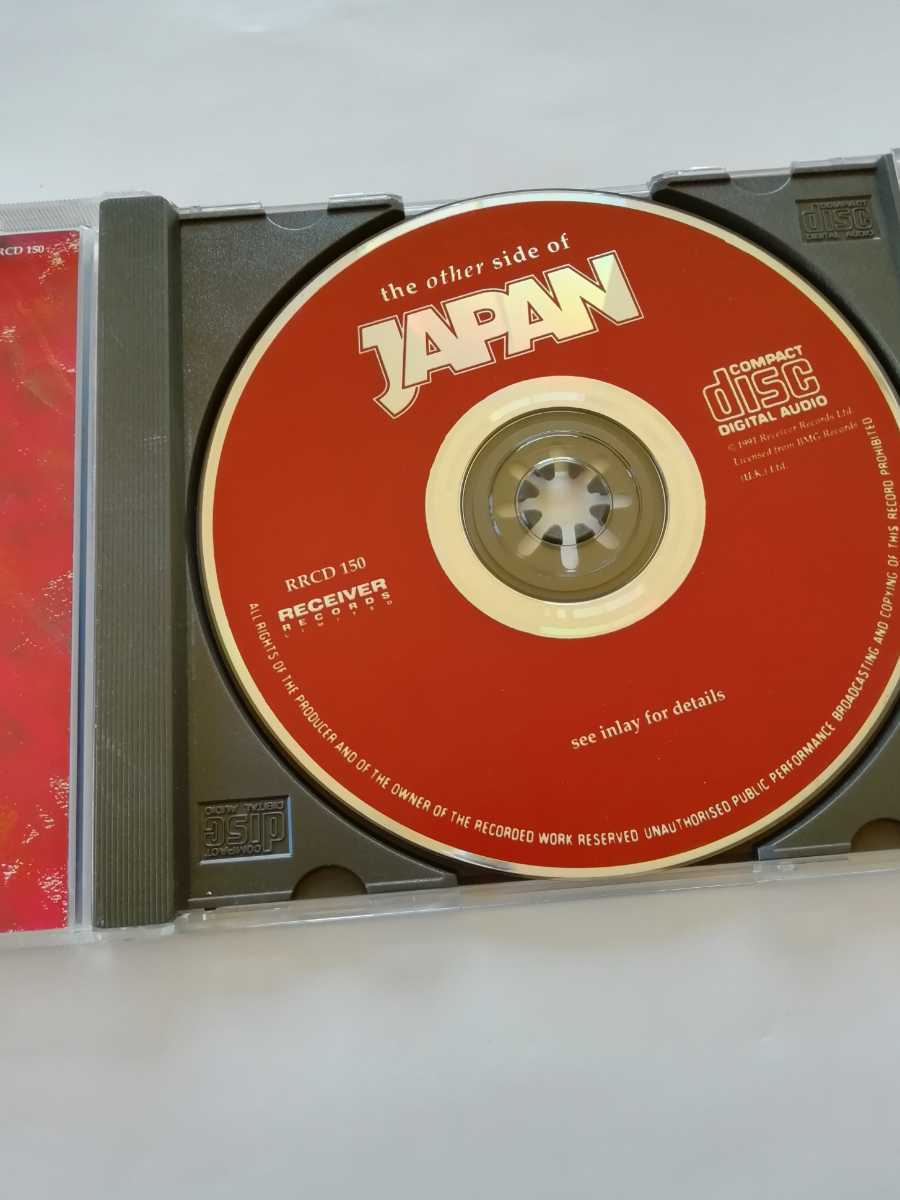 RCD 150
the other side of
JAPAN
COMPACT
disc
DIGITAL AUDIO
© 1991 Receiver Records Ltd.
Licensed from BMG Records
(U.K.) Ltd.
RRCD 150
RECEIVER
RECORDS
LIMITED
see inlay for details
ALL RIGHTS OF THE PRODUCER AND OF THE OWNER OF THE RECORDED WORK RESERVED UNAUTHORISED PUBLIC PERFORMANCE BROADCASTING AND COPYING OF THIS RECORD PROHIBITED
COMPACT
disc
DIGITAL AUDIO
COMPACT
disc
DIGITAL AUDIO